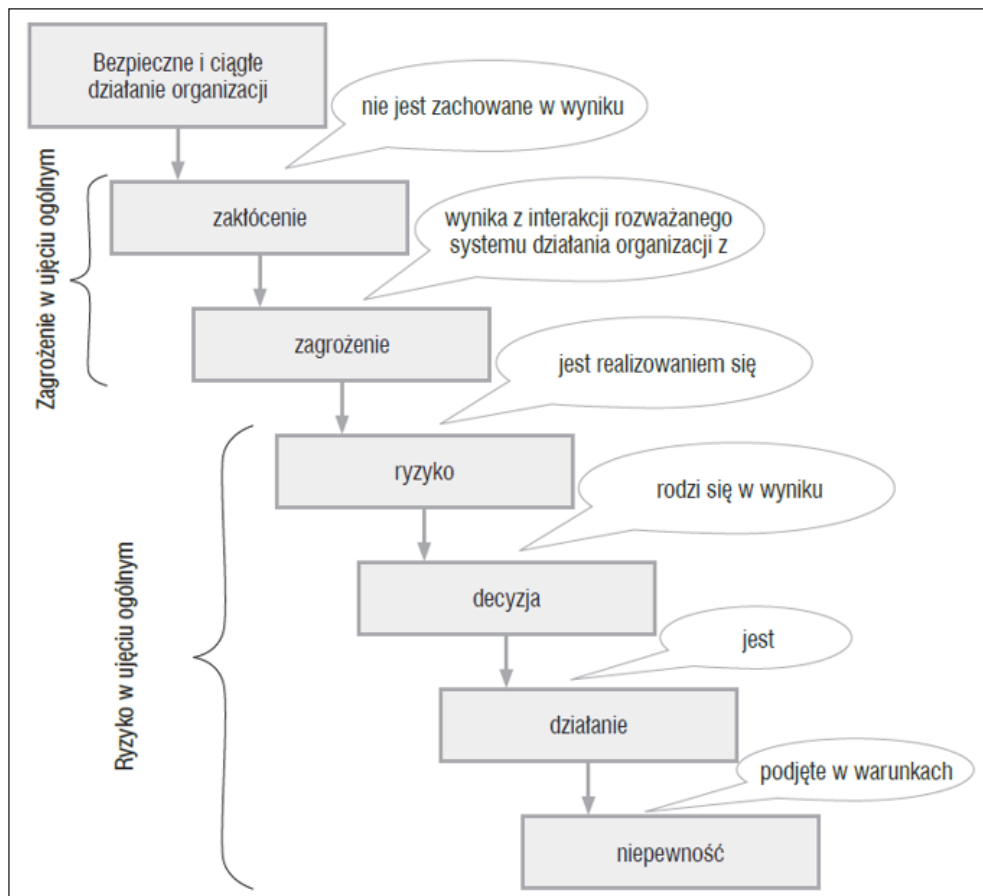 Bezpieczne i ciągłe
działanie organizacji
nie jest zachowane w wyniku
Zagrożenie w ujęciu ogólnym
zakłócenie
wynika z interakcji rozważanego
systemu działania organizacji z
zagrożenie
jest realizowaniem się
Ryzyko w ujęciu ogólnym
ryzyko
rodzi się w wyniku
decyzja
jest
działanie
podjęte w warunkach
niepewność